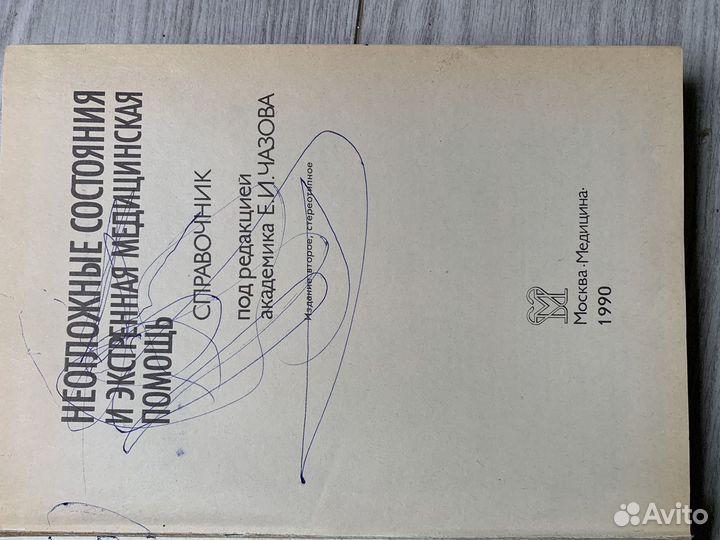 НЕОТЛОЖНЫЕ СОСТОЯНИЯ
И ЭКСТРЕННАЯ МЕДИЦИНСКАЯ
ПОМОЩЬ
СПРАВОЧНИК
под редакцией
академика Е.И.ЧАЗОВА
Издание второе, стереотипное
М
Москва·Медицина·
1990
Avito